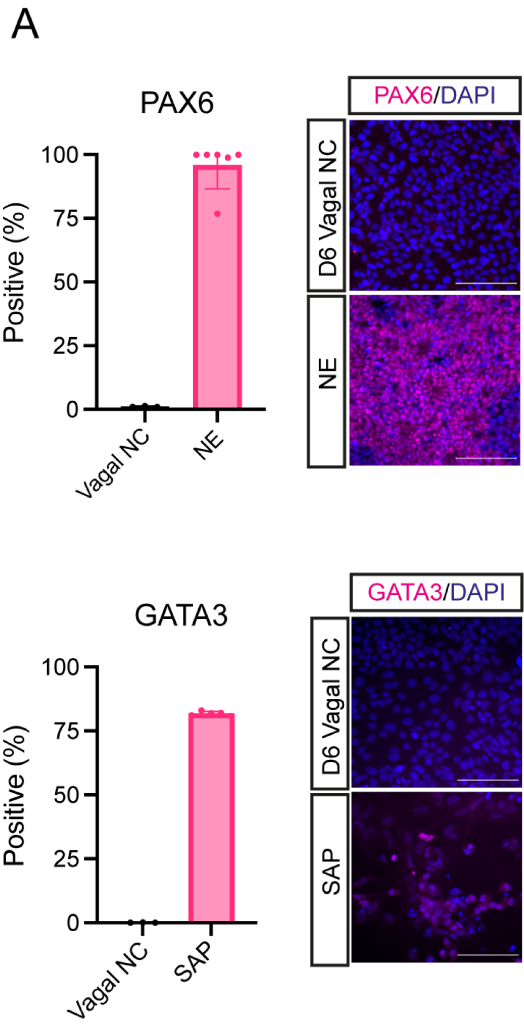 A
PAX6
Positive (%)
100
75
50
25
0
Vagal NC
NE
PAX6/DAPI
D6 Vagal NC
NE
GATA3
Positive (%)
100
75
50
25
0
Vagal NC
SAP
GATA3/DAPI
D6 Vagal NC
SAP